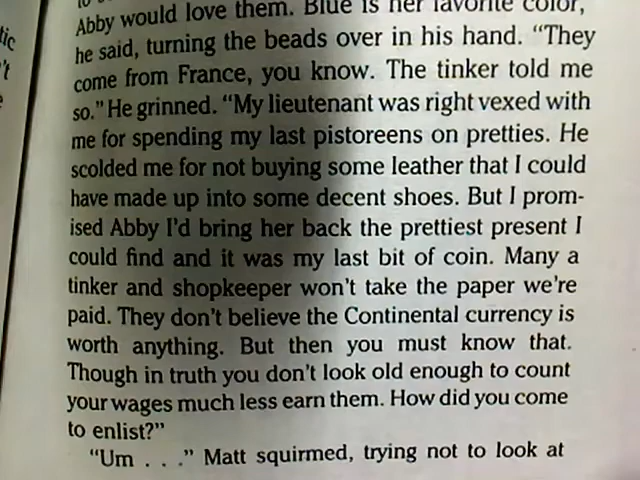 to
Abby would love them. Blue is her favorite color,
he said, turning the beads over in his hand. “They
come from France, you know. The tinker told me
so.” He grinned. “My lieutenant was right vexed with
me for spending my last pistoreens on pretties. He
scolded me for not buying some leather that I could
have made up into some decent shoes. But I prom-
ised Abby I’d bring her back the prettiest present I
could find and it was my last bit of coin. Many a
tinker and shopkeeper won’t take the paper we’re
paid. They don’t believe the Continental currency is
worth anything. But then you must know that.
Though in truth you don’t look old enough to count
your wages much less earn them. How did you come
to enlist?”
“Um . . .” Matt squirmed, trying not to look at